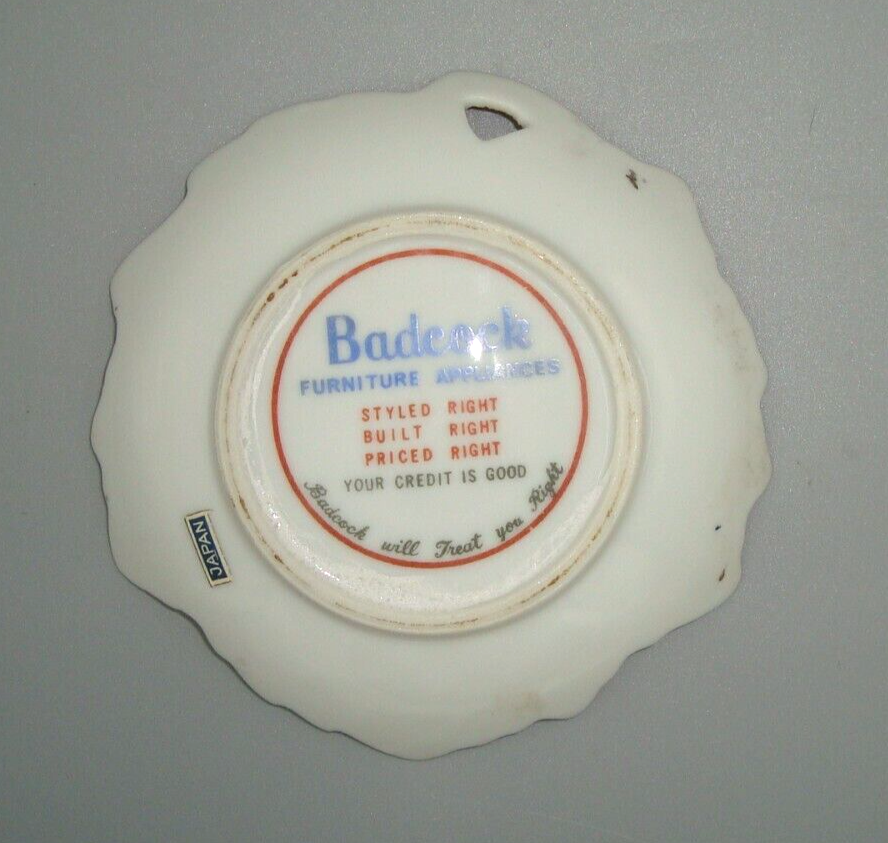 Badcock
FURNITURE APPLIANCES
STYLED RIGHT
BUILT RIGHT
PRICED RIGHT
YOUR CREDIT IS GOOD
Badcock will Treat you Right
JAPAN